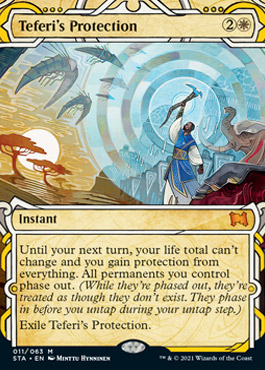 Teferi's Protection 2
Instant
Until your next turn, your life total can't
change and you gain protection from
everything. All permanents you control
phase out. (While they're phased out, they're
treated as though they don't exist. They phase
in before you untap during your untap step.)
Exile Teferi's Protection.
011/063 M
STA • EN MINTTU HYNNINEN
™ & © 2021 Wizards of the Coast